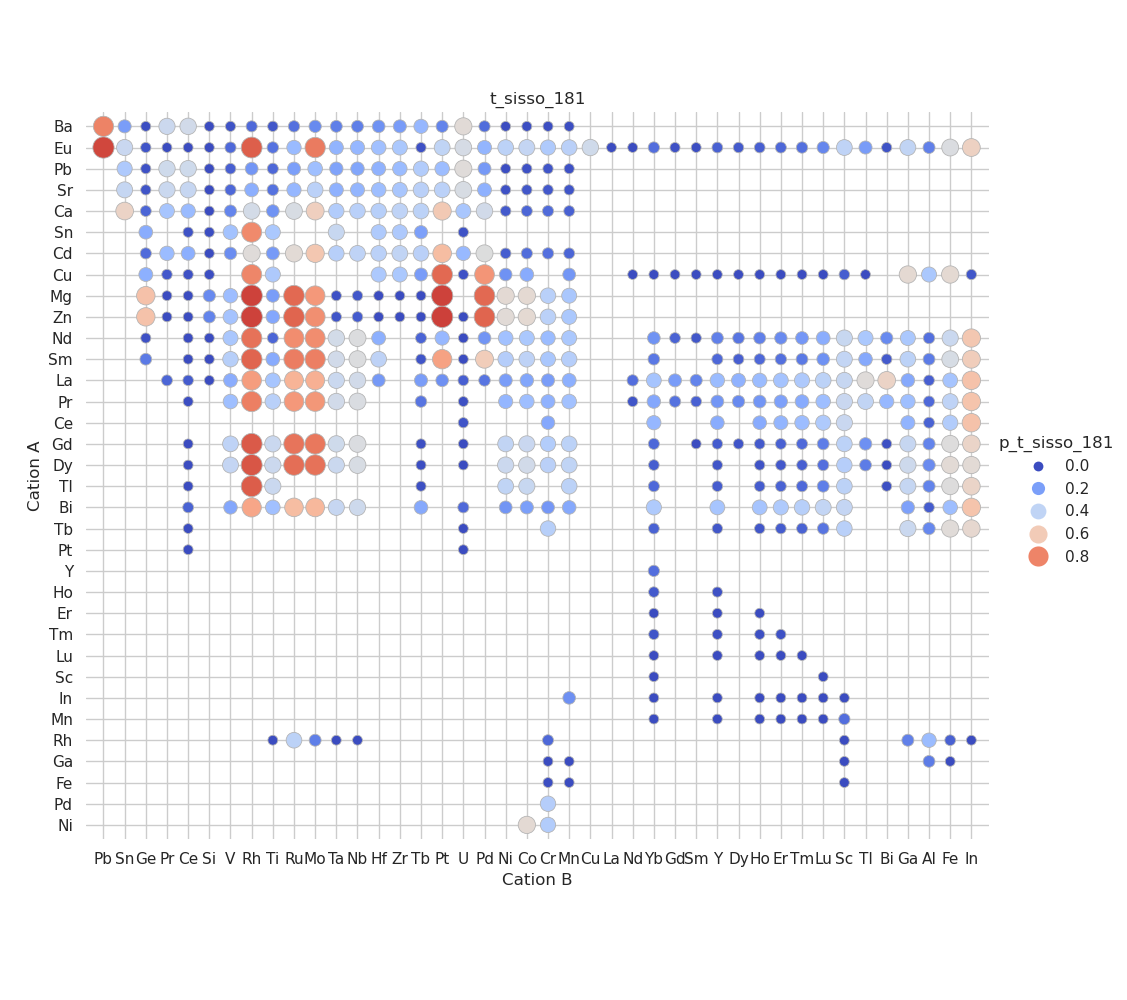 t_sisso_181
Ba
Eu
Pb
Sr
Ca
Sn
Cd
Cu
Mg
Zn
Nd
Sm
La
Pr
Ce
Gd
Dy
Tl
Bi
Tb
Pt
Y
Ho
Er
Tm
Lu
Sc
In
Mn
Rh
Ga
Fe
Pd
Ni
Cation A
Pb Sn Ge Pr Ce Si V Rh Ti Ru Mo Ta Nb Hf Zr Tb Pt U Pd Ni Co Cr Mn Cu La Nd Yb Gd Sm Y Dy Ho Er Tm Lu Sc Tl Bi Ga Al Fe In
Cation B
p_t_sisso_181
0.0
0.2
0.4
0.6
0.8